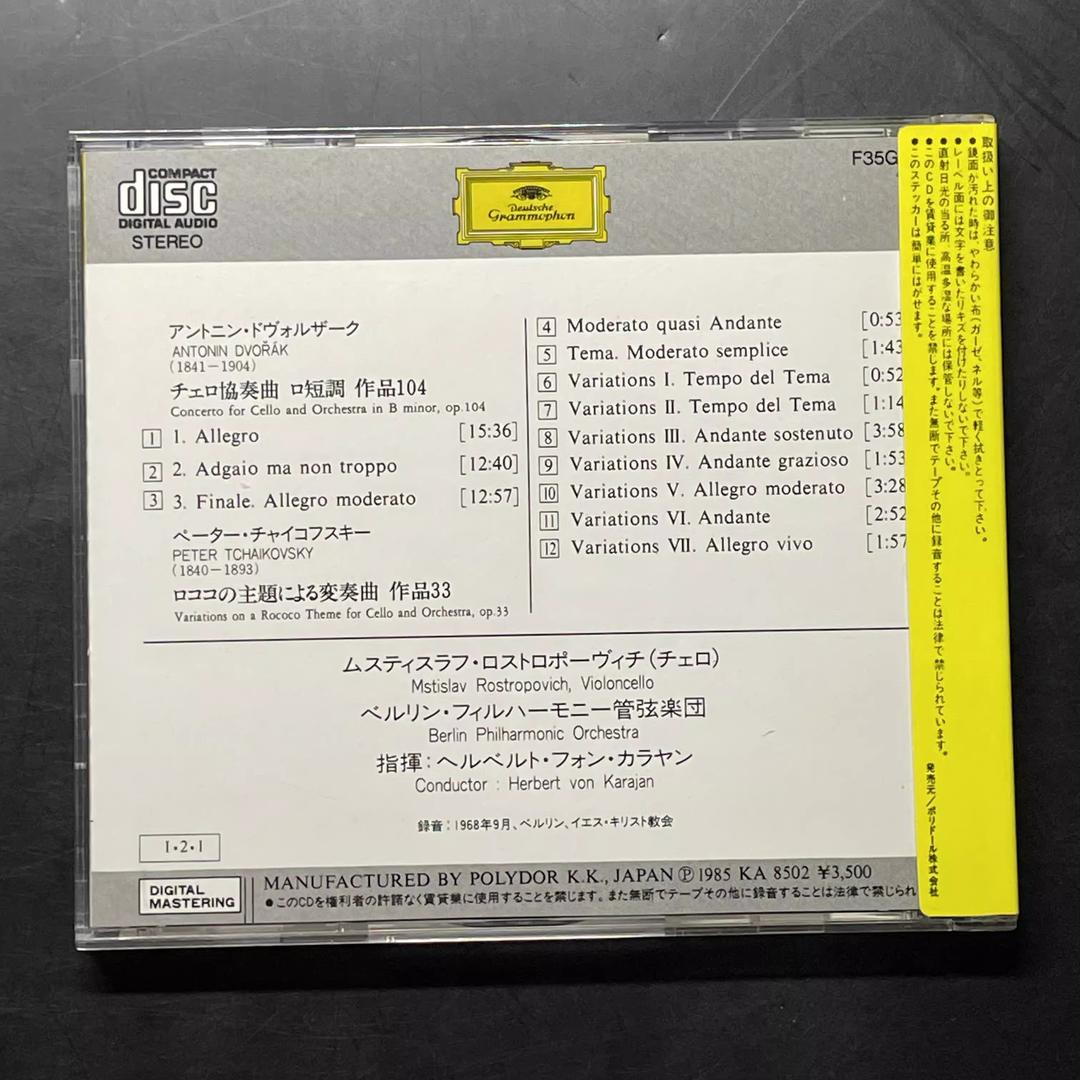 COMPACT
disc
DIGITAL AUDIO
STEREO
Deutsche
Grammophon
F35G
アントニン・ドヴォルザーク
ANTONIN DVOŘÁK
(1841−1904)
チェロ協奏曲 ロ短調 作品104
Concerto for Cello and Orchestra in B minor, op.104
1 1. Allegro [15:36]
2 2. Adgaio ma non troppo [12:40]
3 3. Finale. Allegro moderato [12:57]
ペーター・チャイコフスキー
PETER TCHAIKOVSKY
(1840−1893)
ロココの主題による変奏曲 作品33
Variations on a Rococo Theme for Cello and Orchestra, op.33
4 Moderato quasi Andante [0:53
5 Tema. Moderato semplice [1:43
6 Variations I. Tempo del Tema [0:52
7 Variations II. Tempo del Tema [1:14
8 Variations III. Andante sostenuto [3:58
9 Variations IV. Andante grazioso [1:53
10 Variations V. Allegro moderato [3:28
11 Variations VI. Andante [2:52
12 Variations VII. Allegro vivo [1:57
ムスティスラフ・ロストロポーヴィチ(チェロ)
Mstislav Rostropovich, Violoncello
ベルリン・フィルハーモニー管弦楽団
Berlin Philharmonic Orchestra
指揮:ヘルベルト・フォン・カラヤン
Conductor : Herbert von Karajan
録音:1968年9月、ベルリン、イエス・キリスト教会
1・2・1
DIGITAL
MASTERING
MANUFACTURED BY POLYDOR K.K., JAPAN Ⓟ 1985 KA 8502 ¥3,500
●このCDを権利者の許諾なく賃貸業に使用することを禁じます。また無断でテープその他に録音することは法律で禁じられ
取扱い上の御注意
●鏡面が汚れた時は、やわらかい布(ガーゼ、ネル等)で軽く拭きとって下さい。
●レーベル面には文字を書いたりキズを付けたりしないで下さい。
●直射日光の当る所、高温多湿な場所には保管しないで下さい。
●このCDを賃貸業に使用することを禁じます。また無断でテープその他に録音することは法律で禁じられています。
●このステッカーは簡単にはがせます。
発売元/ポリドール株式会社